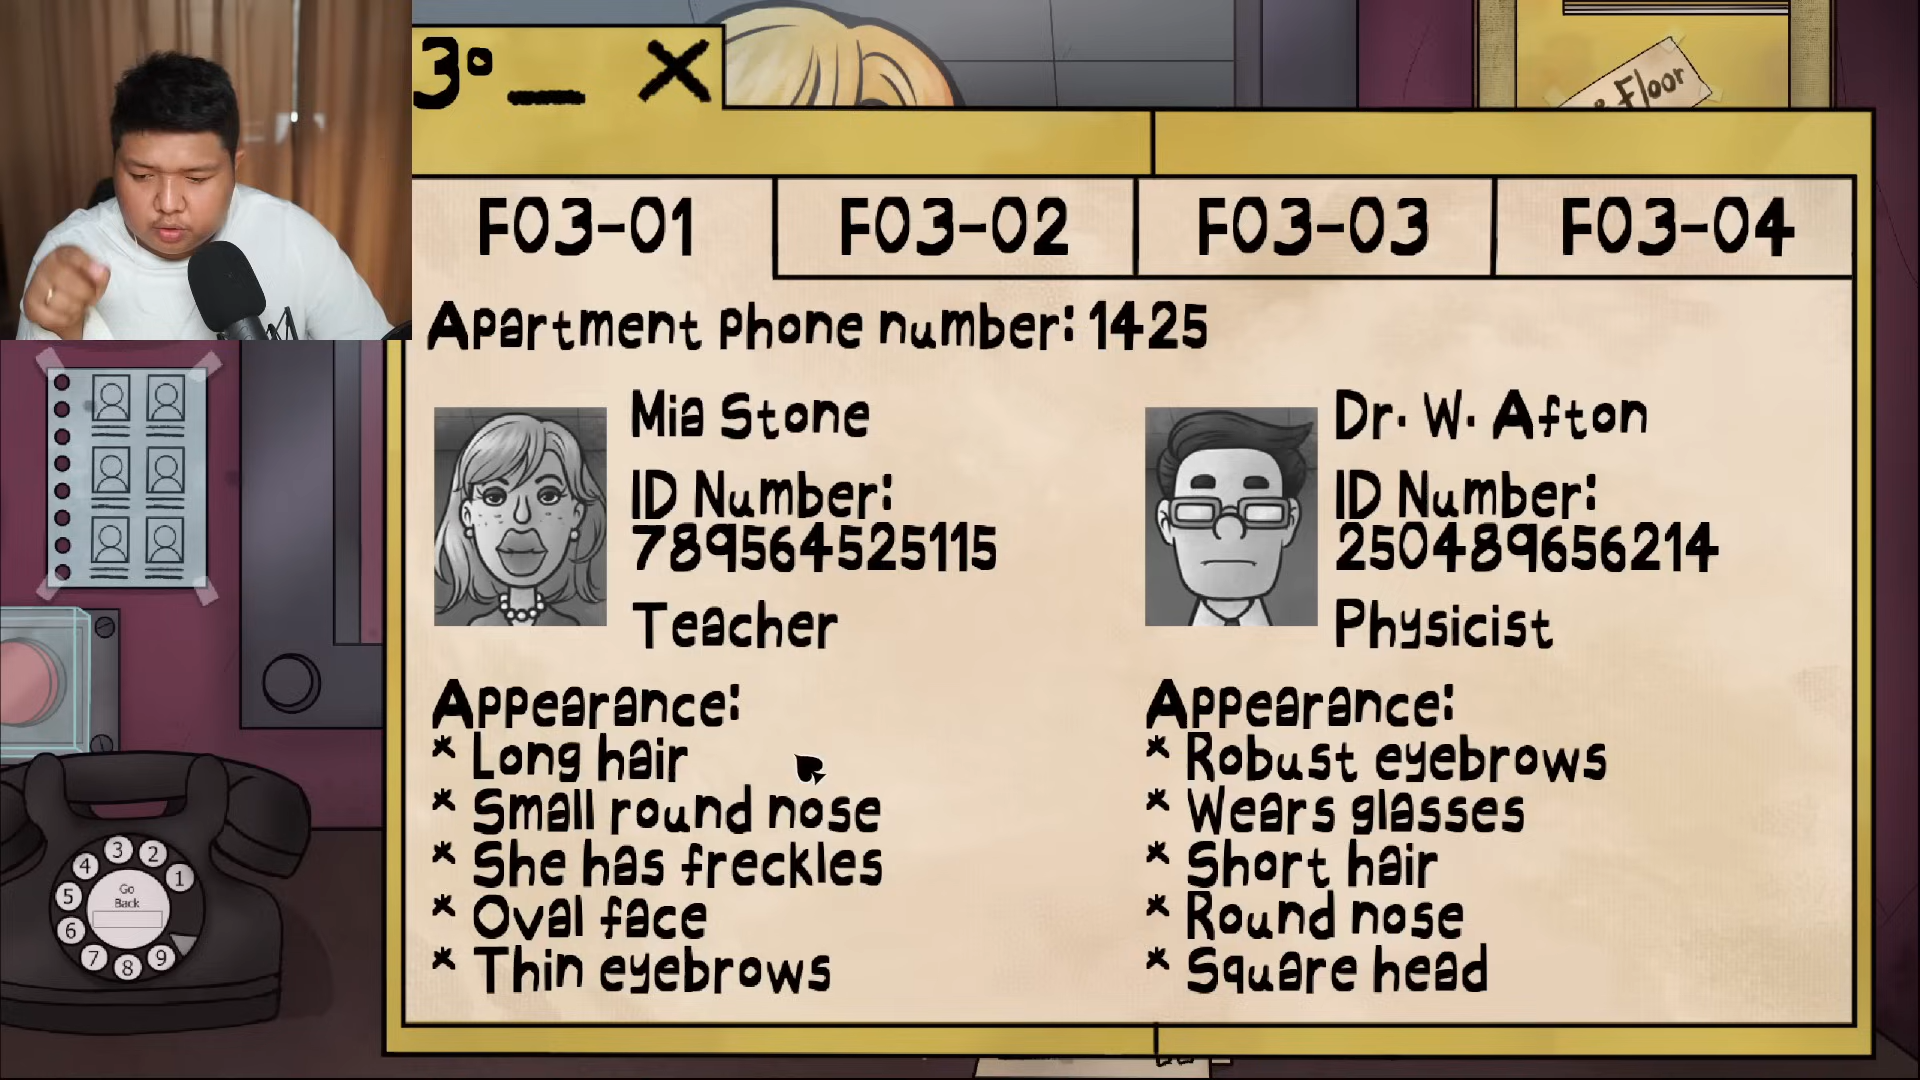 3º
Floor
F03-01
F03-02
F03-03
F03-04
Apartment phone number: 1425
Mia Stone
ID Number:
789564525115
Teacher
Appearance:
* Long hair
* Small round nose
* She has freckles
* Oval face
* Thin eyebrows
Dr. W. Afton
ID Number:
250489656214
Physicist
Appearance:
* Robust eyebrows
* Wears glasses
* Short hair
* Round nose
* Square head
3 2 1
4
5
6
7 8 9
Go
Back